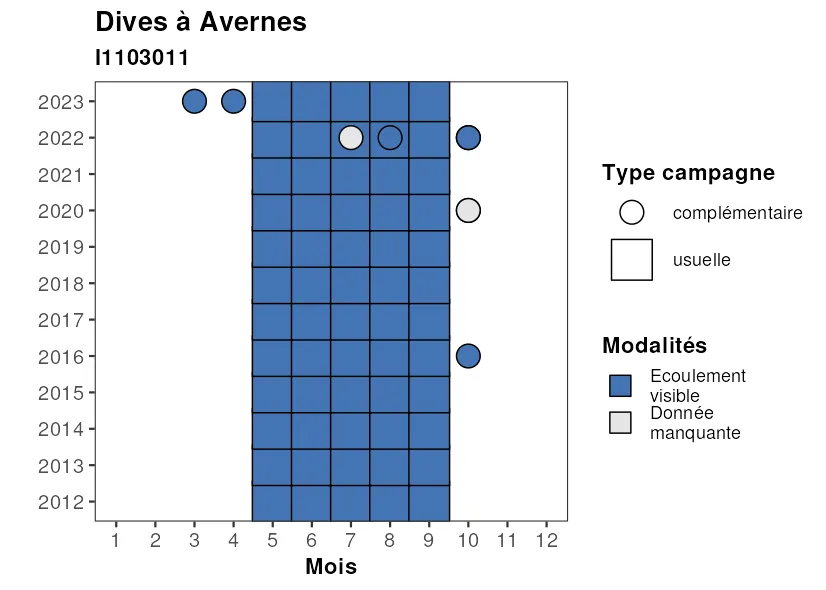 Dives à Avernes
I1103011
2023
2022
2021
2020
2019
2018
2017
2016
2015
2014
2013
2012
1 2 3 4 5 6 7 8 9 10 11 12
Mois
Type campagne
complémentaire
usuelle
Modalités
Ecoulement
visible
Donnée
manquante